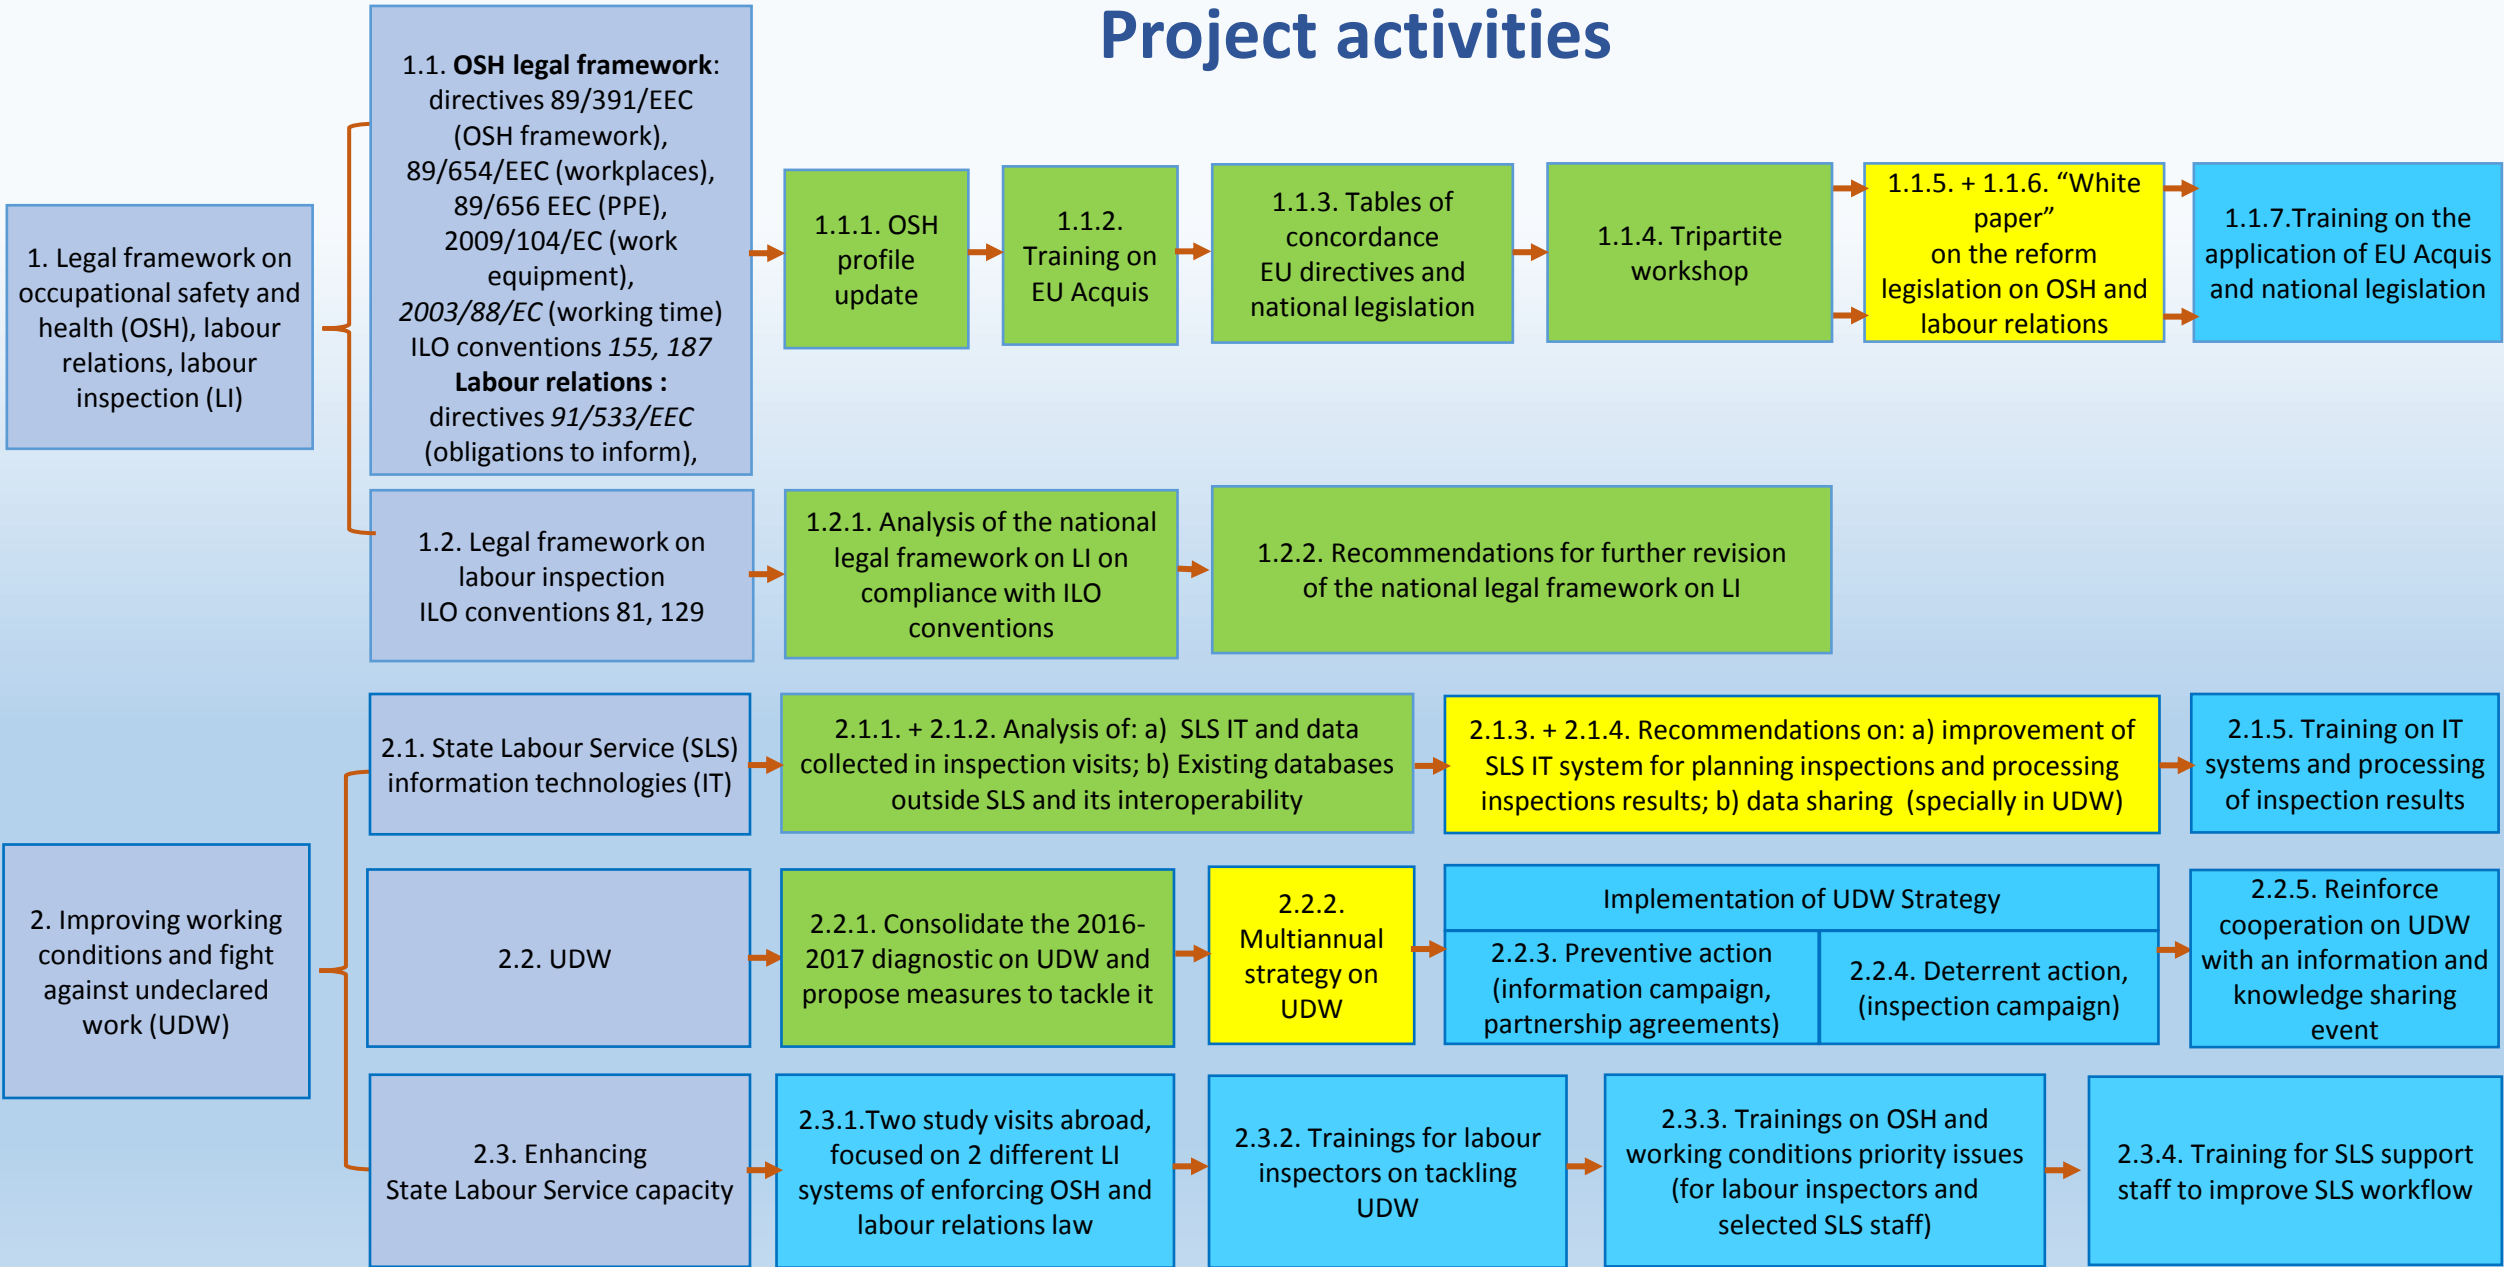 Project activities
1. Legal framework on
occupational safety and
health (OSH), labour
relations, labour
inspection (LI)
1.1. OSH legal framework:
directives 89/391/EEC
(OSH framework),
89/654/EEC (workplaces),
89/656 EEC (PPE),
2009/104/EC (work
equipment),
2003/88/EC (working time)
ILO conventions 155, 187
Labour relations :
directives 91/533/EEC
(obligations to inform),
1.1.1. OSH
profile
update
1.1.2.
Training on
EU Acquis
1.1.3. Tables of
concordance
EU directives and
national legislation
1.1.4. Tripartite
workshop
1.1.5. + 1.1.6. “White
paper”
on the reform
legislation on OSH and
labour relations
1.1.7.Training on the
application of EU Acquis
and national legislation
1.2. Legal framework on
labour inspection
ILO conventions 81, 129
1.2.1. Analysis of the national
legal framework on LI on
compliance with ILO
conventions
1.2.2. Recommendations for further revision
of the national legal framework on LI
2. Improving working
conditions and fight
against undeclared
work (UDW)
2.1. State Labour Service (SLS)
information technologies (IT)
2.1.1. + 2.1.2. Analysis of: a) SLS IT and data
collected in inspection visits; b) Existing databases
outside SLS and its interoperability
2.1.3. + 2.1.4. Recommendations on: a) improvement of
SLS IT system for planning inspections and processing
inspections results; b) data sharing (specially in UDW)
2.1.5. Training on IT
systems and processing
of inspection results
2.2. UDW
2.2.1. Consolidate the 2016-
2017 diagnostic on UDW and
propose measures to tackle it
2.2.2.
Multiannual
strategy on
UDW
Implementation of UDW Strategy
2.2.3. Preventive action
(information campaign,
partnership agreements)
2.2.4. Deterrent action,
(inspection campaign)
2.2.5. Reinforce
cooperation on UDW
with an information and
knowledge sharing
event
2.3. Enhancing
State Labour Service capacity
2.3.1.Two study visits abroad,
focused on 2 different LI
systems of enforcing OSH and
labour relations law
2.3.2. Trainings for labour
inspectors on tackling
UDW
2.3.3. Trainings on OSH and
working conditions priority issues
(for labour inspectors and
selected SLS staff)
2.3.4. Training for SLS support
staff to improve SLS workflow